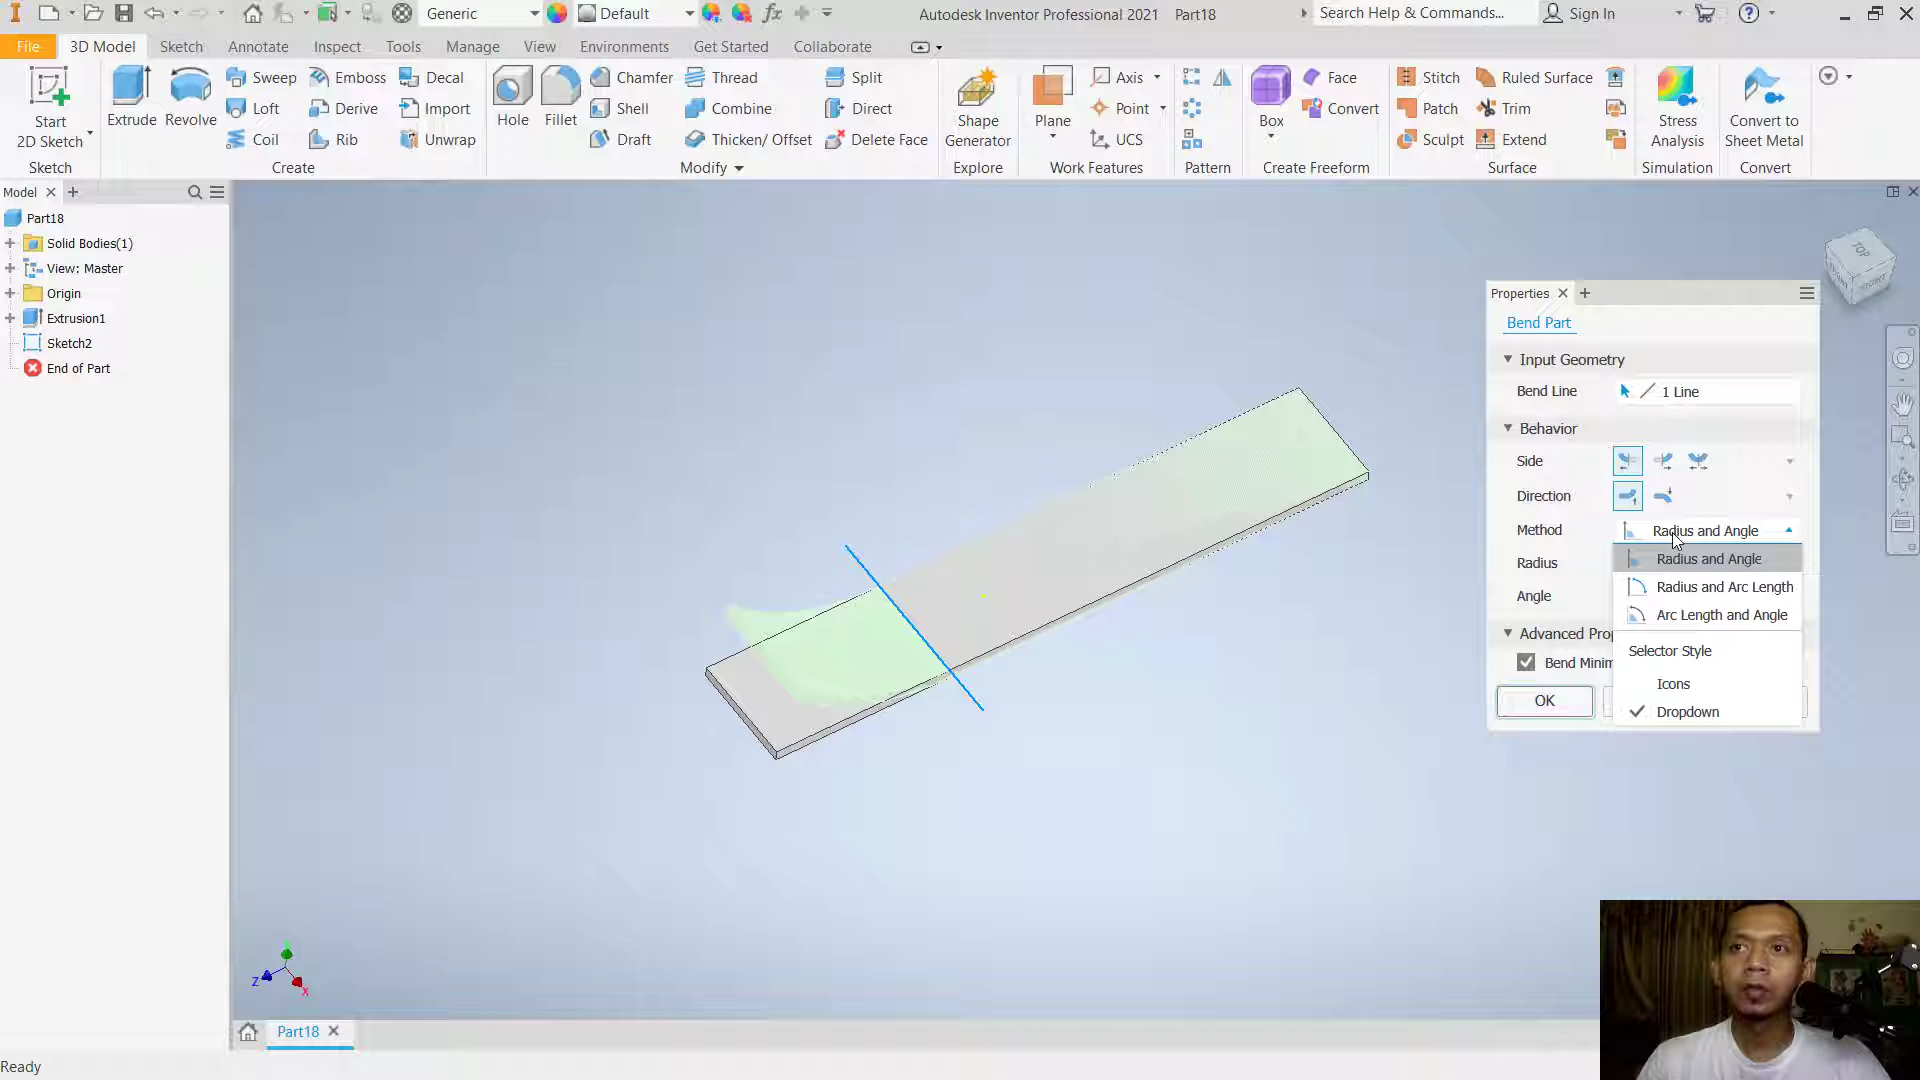 Generic
Default
Autodesk Inventor Professional 2021 Part18
Search Help & Commands...
Sign In
File 3D Model Sketch Annotate Inspect Tools Manage View Environments Get Started Collaborate
Start
2D Sketch
Sketch
Extrude
Revolve
Sweep
Loft
Coil
Emboss
Derive
Rib
Decal
Import
Unwrap
Create
Hole
Fillet
Chamfer
Shell
Draft
Thread
Combine
Thicken/ Offset
Split
Direct
Delete Face
Modify
Shape
Generator
Explore
Plane
Axis
Point
UCS
Work Features
Pattern
Box
Face
Convert
Create Freeform
Stitch
Patch
Sculpt
Ruled Surface
Trim
Extend
Surface
Stress
Analysis
Simulation
Convert to
Sheet Metal
Convert
Model
Part18
Solid Bodies(1)
View: Master
Origin
Extrusion1
Sketch2
End of Part
TOP
Properties
Bend Part
Input Geometry
Bend Line 1 Line
Behavior
Side
Direction
Method Radius and Angle
Radius
Angle
Radius and Angle
Radius and Arc Length
Arc Length and Angle
Selector Style
Icons
Dropdown
Advanced Pro
Bend Minim
OK
Z
X
Part18
Ready